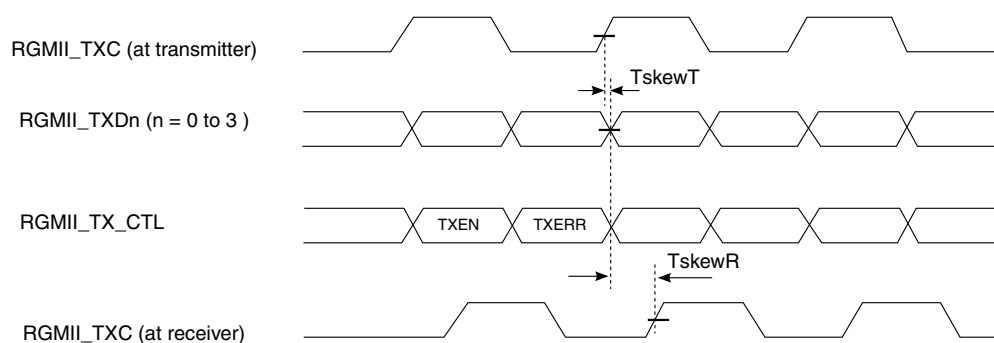 RGMII_TXC (at transmitter)
TskewT
RGMII_TXDn (n = 0 to 3 )
RGMII_TX_CTL
TXEN
TXERR
TskewR
RGMII_TXC (at receiver)